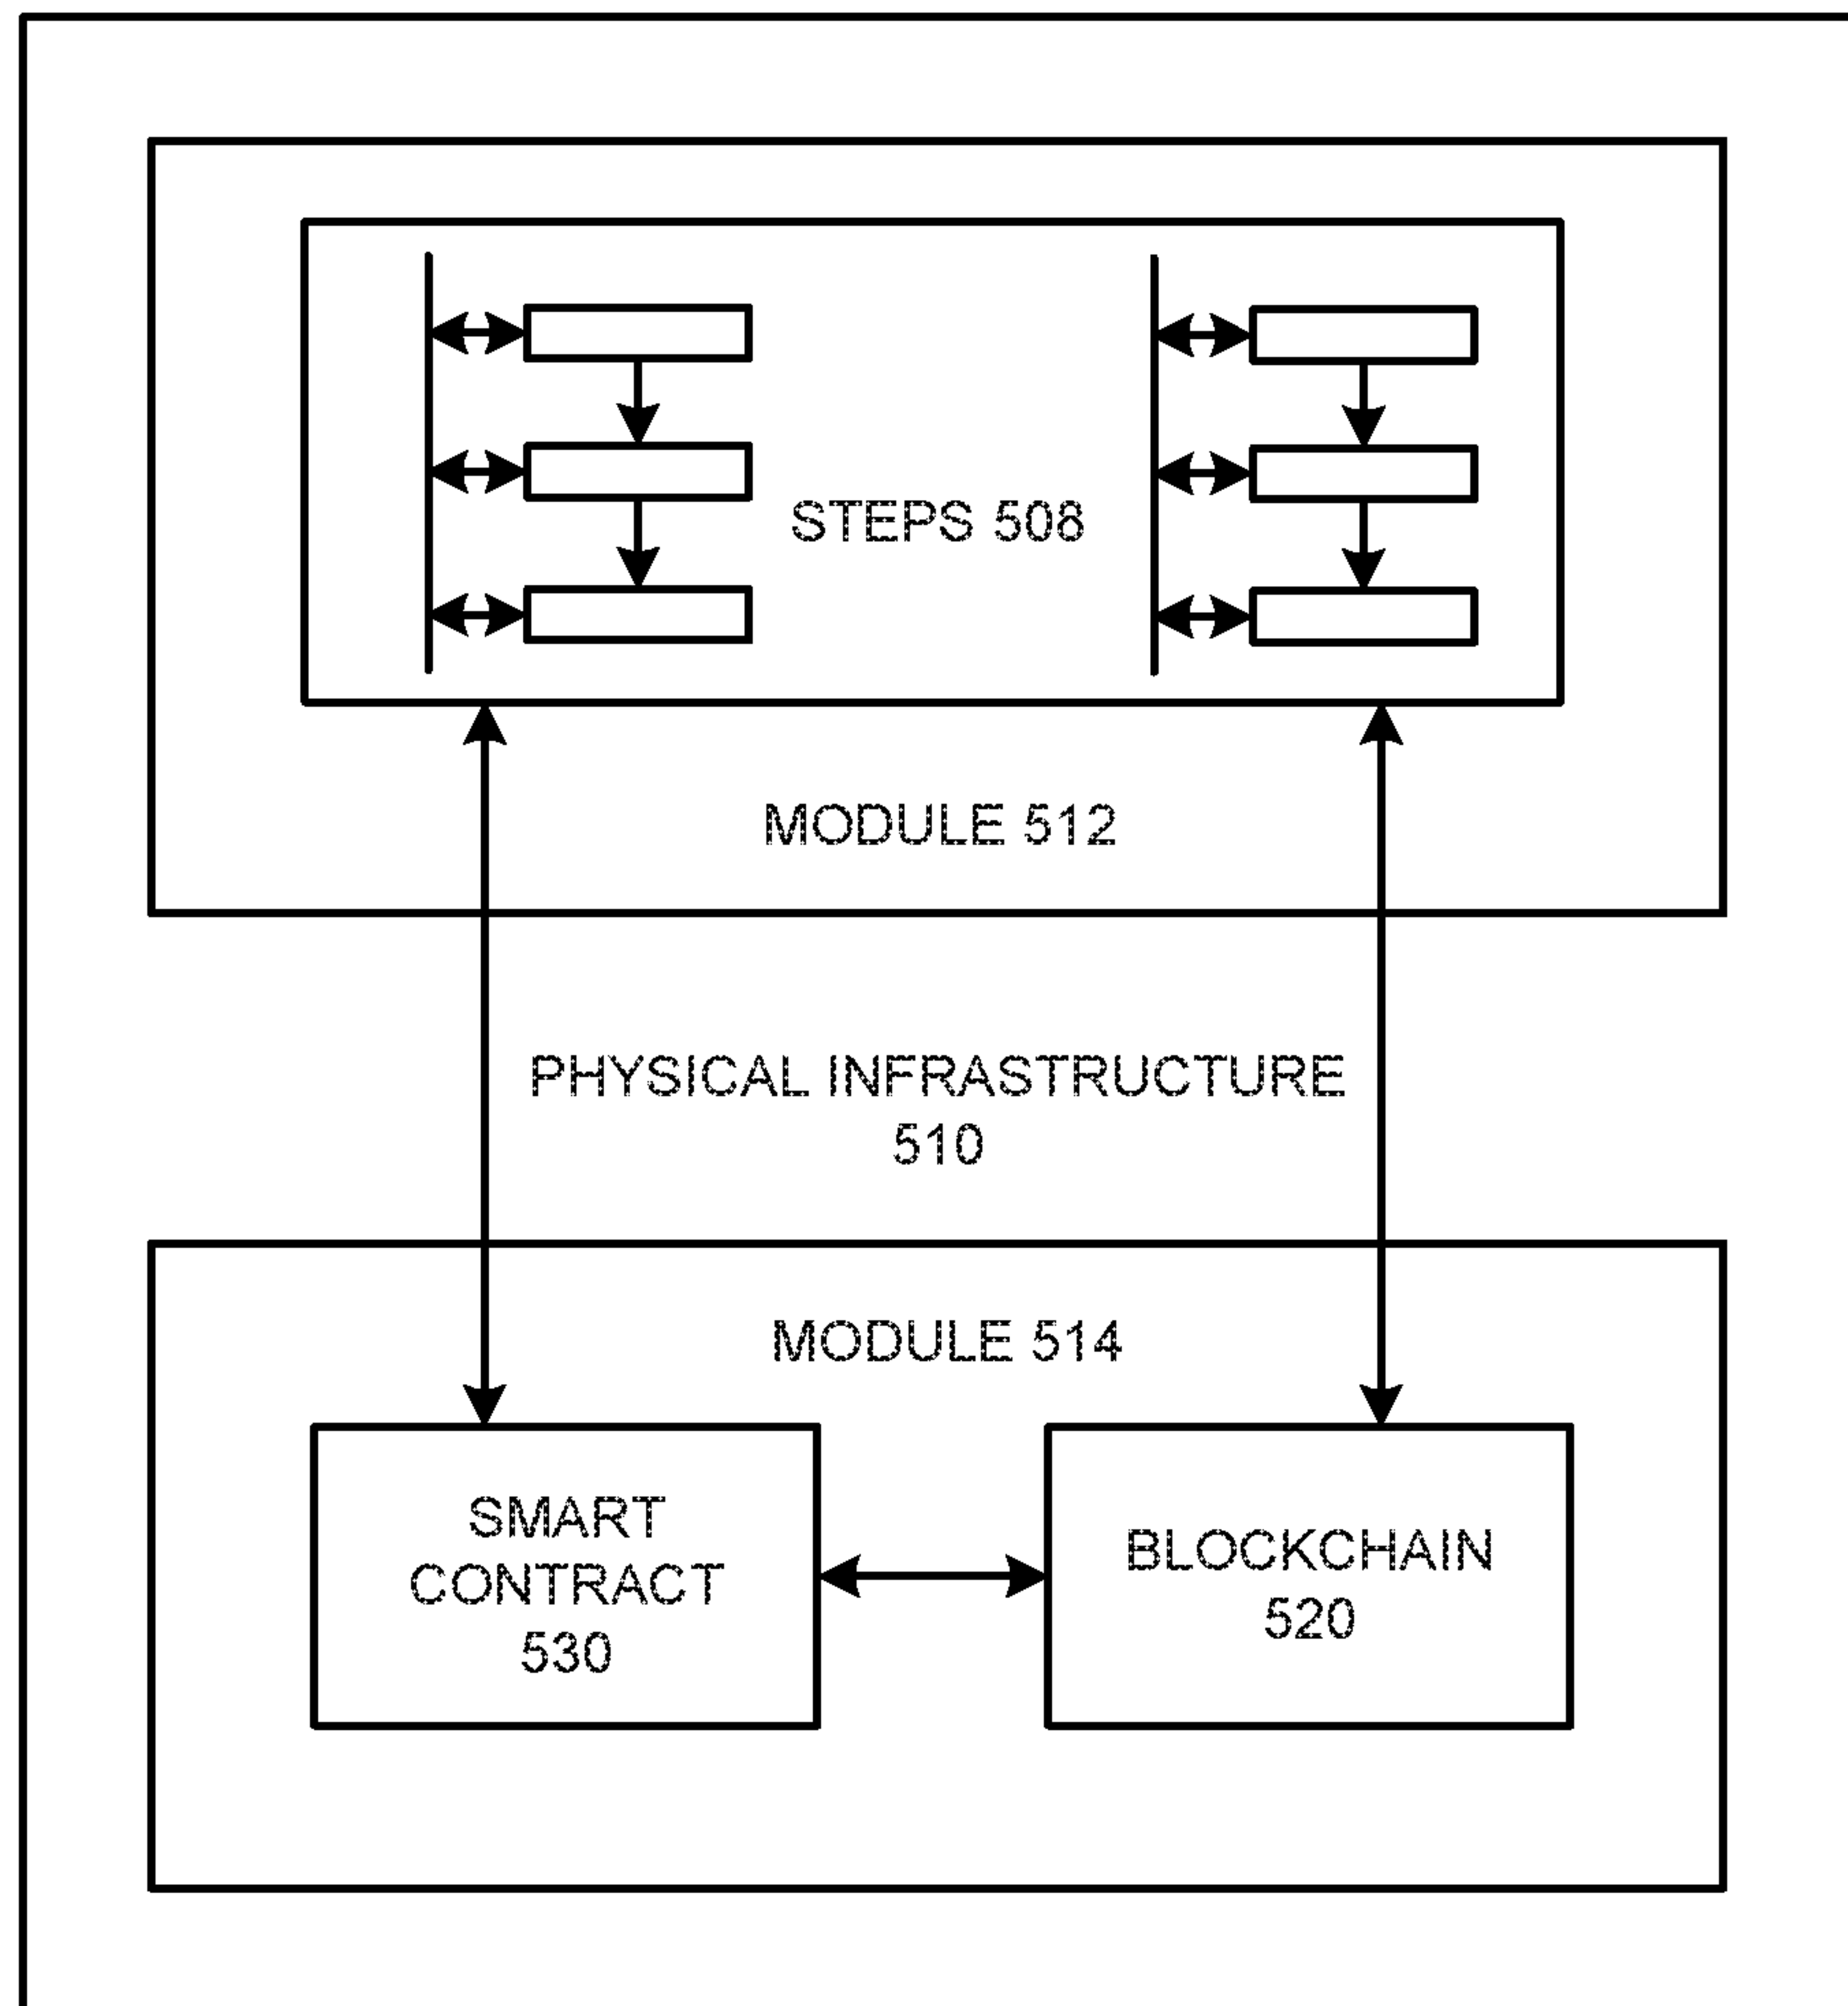 STEPS 508
MODULE 512
PHYSICAL INFRASTRUCTURE
510
MODULE 514
SMART
CONTRACT
530
BLOCKCHAIN
520